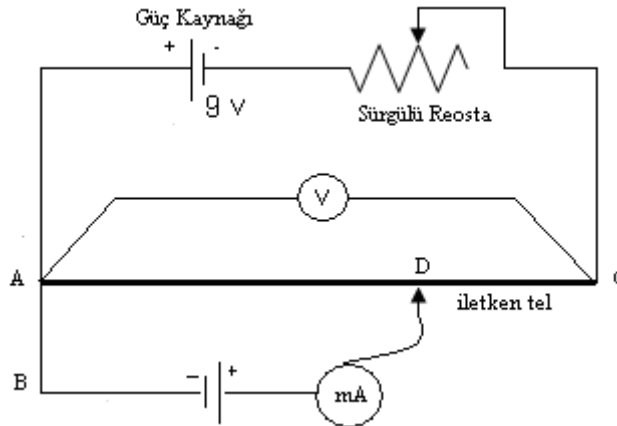 Güç Kaynağı
+ -
9 V
Sürgülü Reosta
V
A
D
C
iletken tel
B
- +
mA